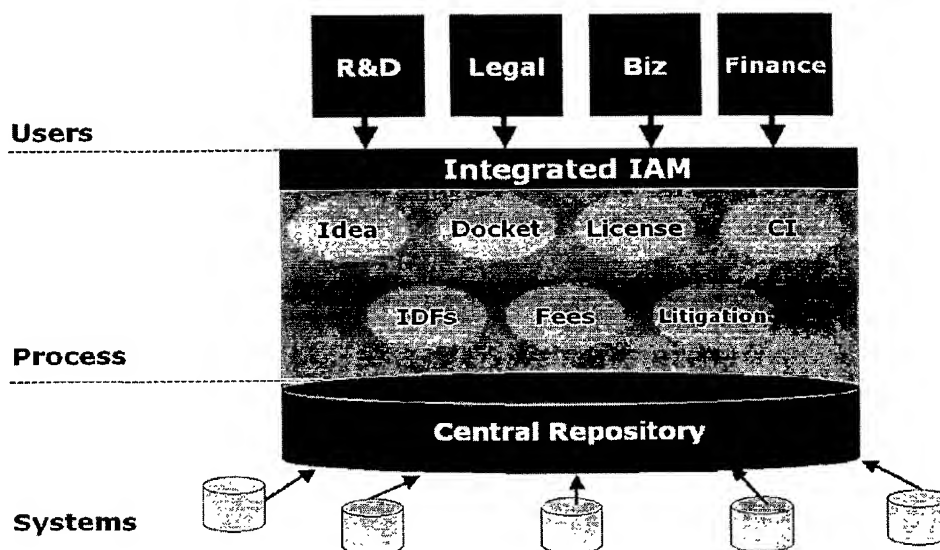 R&D
Legal
Biz
Finance
Users
Integrated IAM
Idea
Docket
License
CI
IDFs
Fees
Litigation
Process
Central Repository
Systems